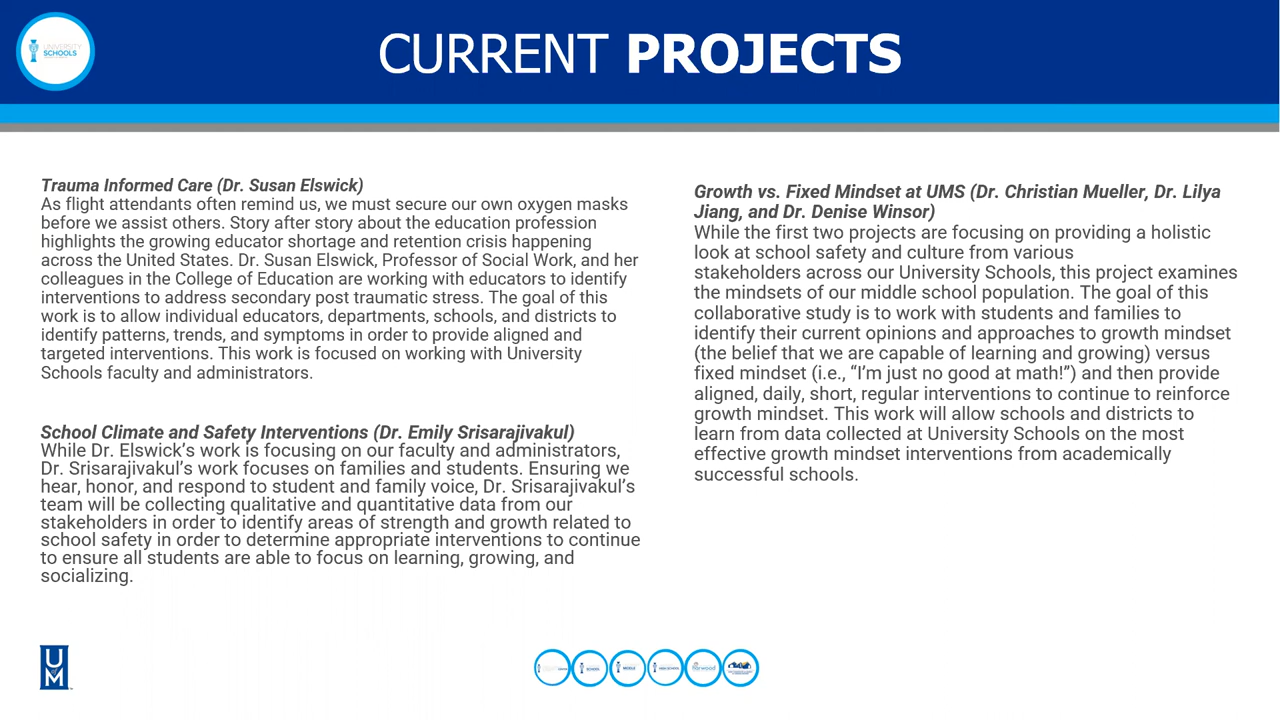 UNIVERSITY
SCHOOLS
CURRENT PROJECTS
Trauma Informed Care (Dr. Susan Elswick)
As flight attendants often remind us, we must secure our own oxygen masks
before we assist others. Story after story about the education profession
highlights the growing educator shortage and retention crisis happening
across the United States. Dr. Susan Elswick, Professor of Social Work, and her
colleagues in the College of Education are working with educators to identify
interventions to address secondary post traumatic stress. The goal of this
work is to allow individual educators, departments, schools, and districts to
identify patterns, trends, and symptoms in order to provide aligned and
targeted interventions. This work is focused on working with University
Schools faculty and administrators.
School Climate and Safety Interventions (Dr. Emily Srisarajivakul)
While Dr. Elswick’s work is focusing on our faculty and administrators,
Dr. Srisarajivakul’s work focuses on families and students. Ensuring we
hear, honor, and respond to student and family voice, Dr. Srisarajivakul’s
team will be collecting qualitative and quantitative data from our
stakeholders in order to identify areas of strength and growth related to
school safety in order to determine appropriate interventions to continue
to ensure all students are able to focus on learning, growing, and
socializing.
Growth vs. Fixed Mindset at UMS (Dr. Christian Mueller, Dr. Lilya
Jiang, and Dr. Denise Winsor)
While the first two projects are focusing on providing a holistic
look at school safety and culture from various
stakeholders across our University Schools, this project examines
the mindsets of our middle school population. The goal of this
collaborative study is to work with students and families to
identify their current opinions and approaches to growth mindset
(the belief that we are capable of learning and growing) versus
fixed mindset (i.e., “I’m just no good at math!”) and then provide
aligned, daily, short, regular interventions to continue to reinforce
growth mindset. This work will allow schools and districts to
learn from data collected at University Schools on the most
effective growth mindset interventions from academically
successful schools.
UM
SCHOOL
MIDDLE
HIGH SCHOOL
harwood